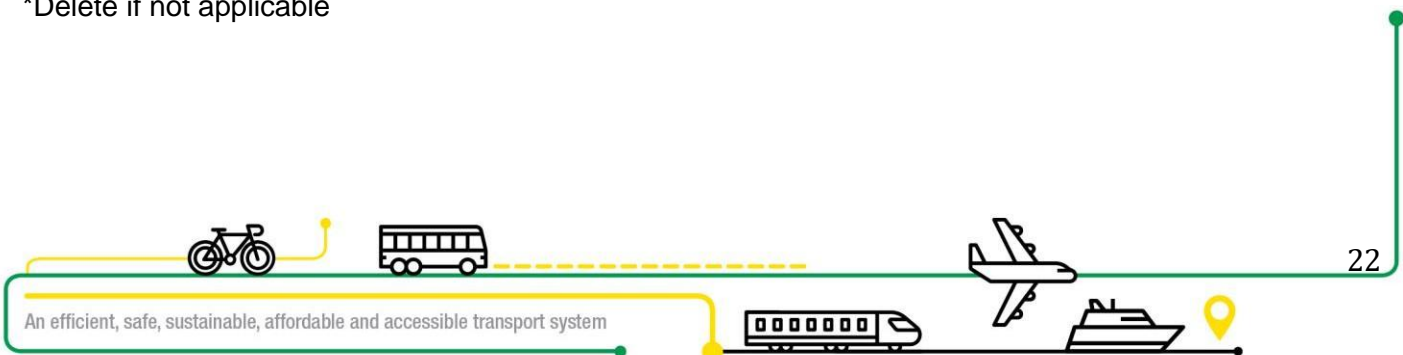 *Delete if not applicable
22
An efficient, safe, sustainable, affordable and accessible transport system